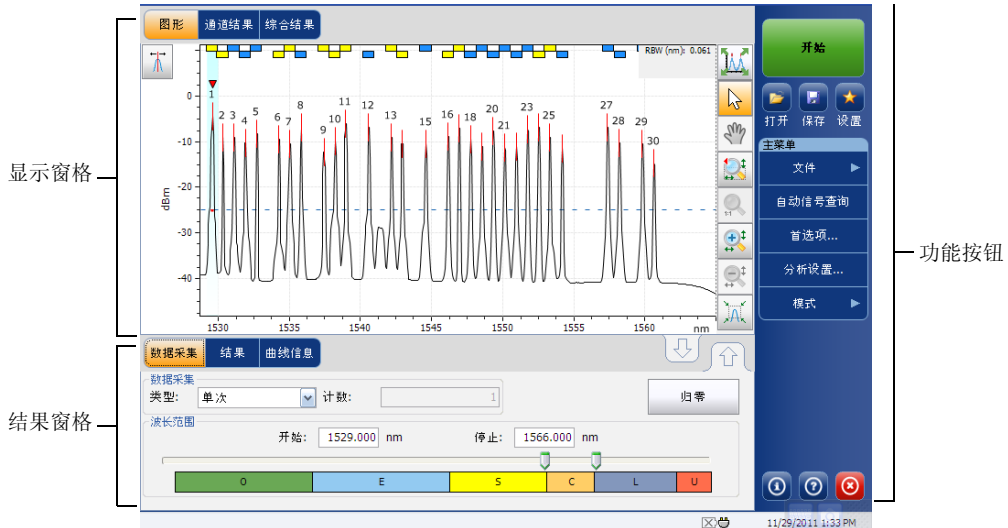 图形 通道结果 综合结果
RBW (nm): 0.061
1 2 3 4 5 6 7 8 9 10 11 12 13 15 16 18 20 21 23 25 27 28 29 30
0
-10
-20
-30
-40
dBm
1530 1535 1540 1545 1550 1555 1560 nm
1:1
显示窗格
开始
打开 保存 设置
主菜单
文件
自动信号查询
首选项...
分析设置...
模式
功能按钮
数据采集 结果 曲线信息
数据采集
类型: 单次 计数: 1
归零
结果窗格
波长范围
开始: 1529.000 nm 停止: 1566.000 nm
O E S C L U
11/29/2011 1:33 PM